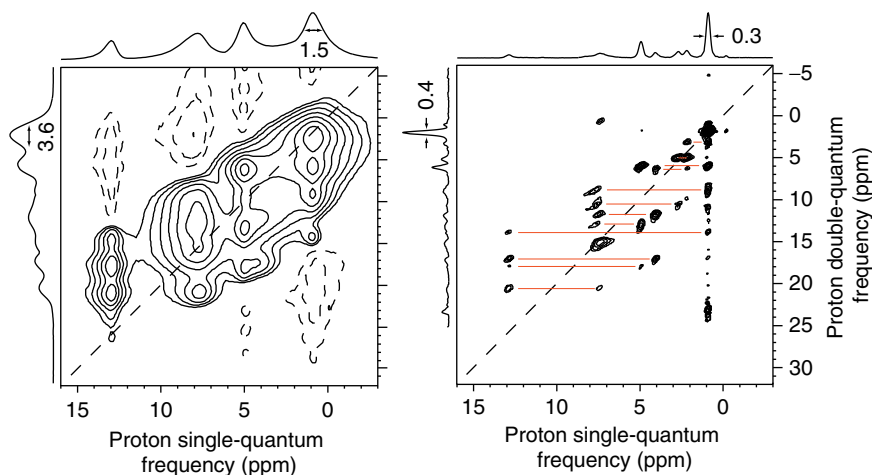 1.5
3.6
15 10 5 0
Proton single-quantum
frequency (ppm)
0.3
0.4
–5
0
5
10
15
20
25
30
Proton double-quantum
frequency (ppm)
15 10 5 0
Proton single-quantum
frequency (ppm)